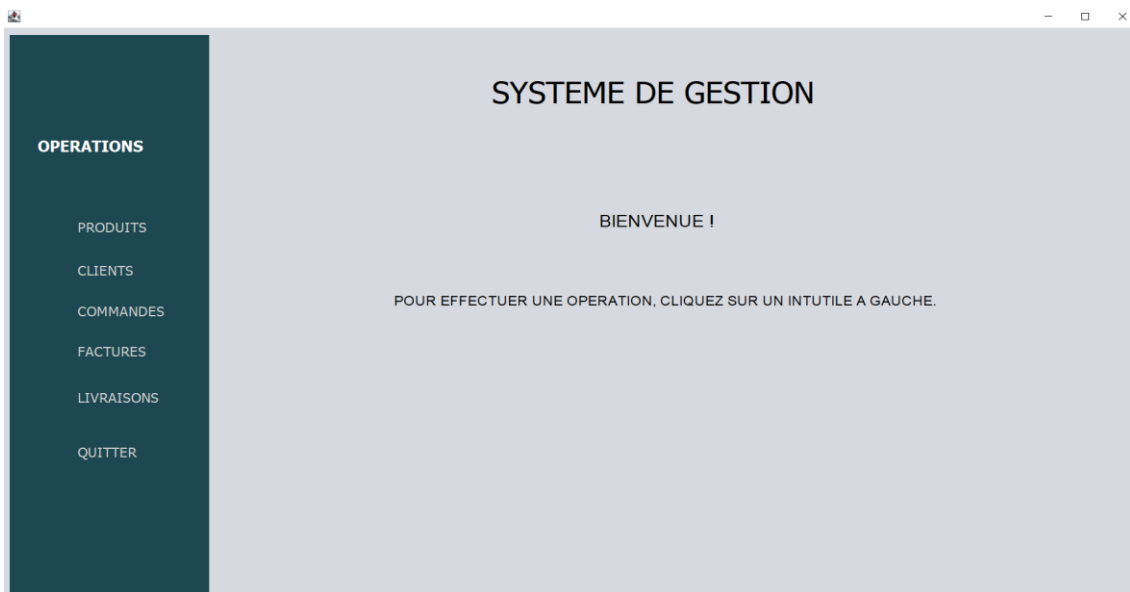 SYSTEME DE GESTION
OPERATIONS
BIENVENUE !
PRODUITS
CLIENTS
POUR EFFECTUER UNE OPERATION, CLIQUEZ SUR UN INTUTILE A GAUCHE.
COMMANDES
FACTURES
LIVRAISONS
QUITTER